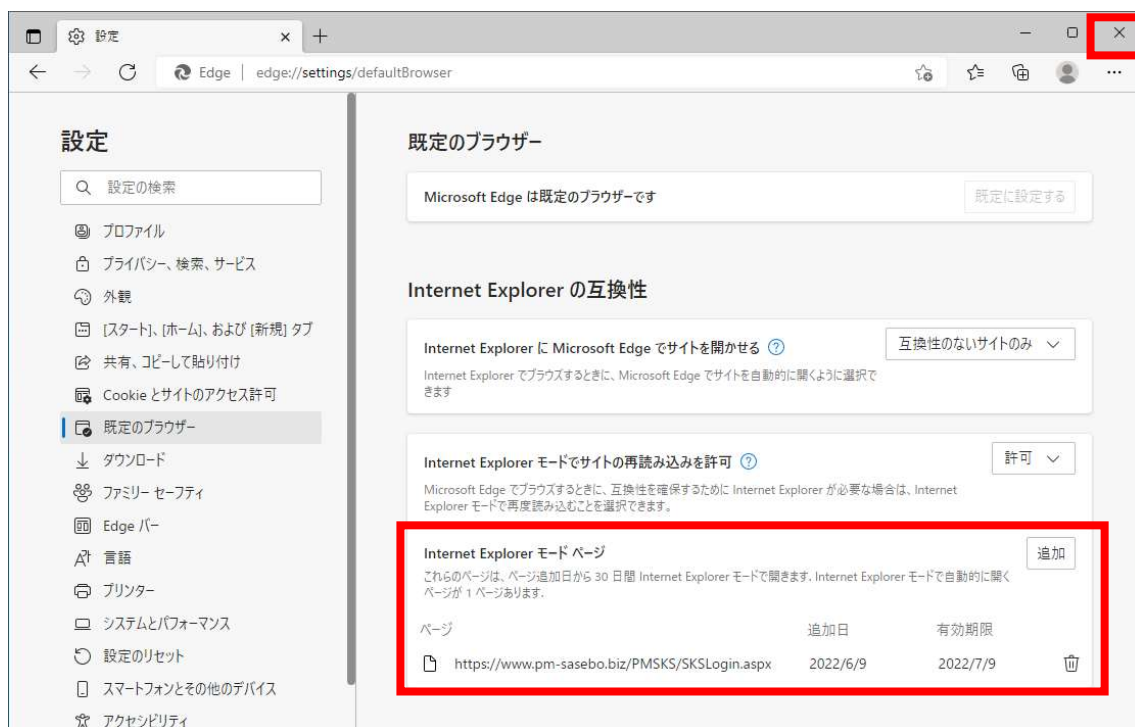 設定
Edge
edge://settings/defaultBrowser
設定
設定の検索
プロファイル
プライバシー、検索、サービス
外観
[スタート]、[ホーム]、および [新規] タブ
共有、コピーして貼り付け
Cookie とサイトのアクセス許可
既定のブラウザー
ダウンロード
ファミリー セーフティ
Edge バー
言語
プリンター
システムとパフォーマンス
設定のリセット
スマートフォンとその他のデバイス
アクセシビリティ
既定のブラウザー
Microsoft Edge は既定のブラウザーです
既定に設定する
Internet Explorer の互換性
Internet Explorer に Microsoft Edge でサイトを開かせる
互換性のないサイトのみ
Internet Explorer でブラウズするときに、Microsoft Edge でサイトを自動的に開くように選択で
きます
Internet Explorer モードでサイトの再読み込みを許可
許可
Microsoft Edge でブラウズするときに、互換性を確保するために Internet Explorer が必要な場合は、Internet
Explorer モードで再度読み込むことを選択できます。
Internet Explorer モード ページ
追加
これらのページは、ページ追加日から 30 日間 Internet Explorer モードで開きます. Internet Explorer モードで自動的に開く
ページが 1 ページあります.
ページ 追加日 有効期限
https://www.pm-sasebo.biz/PMSKS/SKSLogin.aspx 2022/6/9 2022/7/9